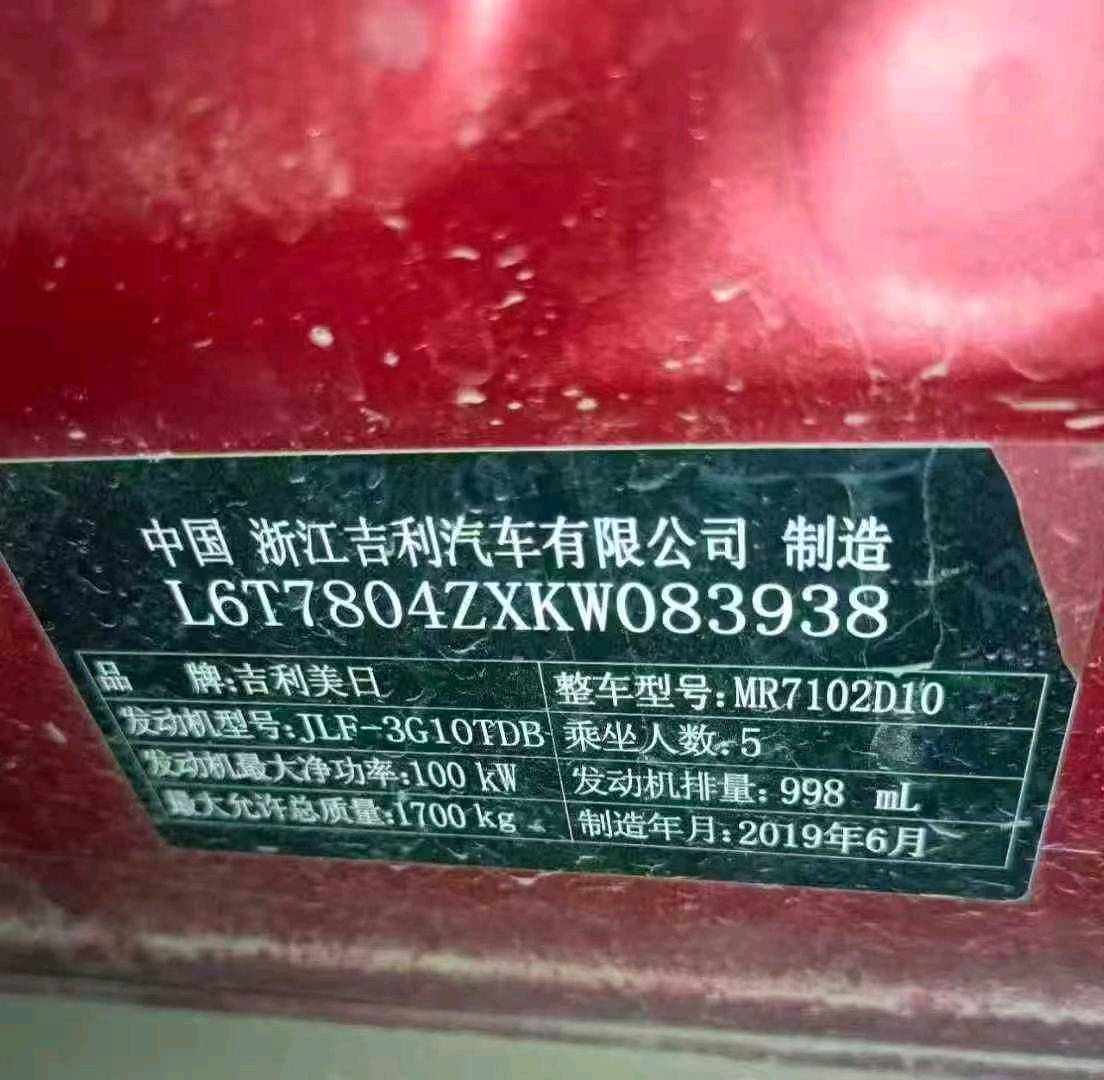 中国 浙江吉利汽车有限公司 制造
L6T7804ZXKW083938
品 牌:吉利美日 整车型号:MR7102D10
发动机型号:JLF-3G10TDB 乘坐人数:5
发动机最大净功率:100 kW 发动机排量:998 mL
最大允许总质量:1700 kg 制造年月:2019年6月